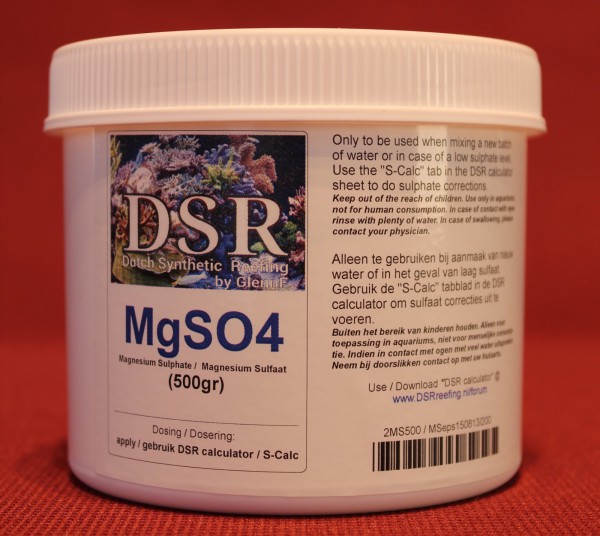 DSR
Dutch Synthetic Reefing
by GlennF
MgSO4
Magnesium Sulphate / Magnesium Sulfaat
(500gr)
Dosing / Dosering:
apply / gebruik DSR calculator / S-Calc
Only to be used when mixing a new batch
of water or in case of a low sulphate level.
Use the "S-Calc" tab in the DSR calculator
sheet to do sulphate corrections.
Keep out of the reach of children. Use only in aquariums,
not for human consumption. In case of contact with eyes
rinse with plenty of water. In case of swallowing, please
contact your physician.
Alleen te gebruiken bij aanmaak van nieuw
water of in het geval van laag sulfaat.
Gebruik de "S-Calc" tabblad in de DSR
calculator om sulfaat correcties uit te
voeren.
Buiten het bereik van kinderen houden. Alleen voor
toepassing in aquariums, niet voor menselijke
tie. Indien in contact met ogen met veel water
Neem bij doorslikken contact op met uw huisarts.
Use / Download "DSR calculator" @
www.DSRreefing.nl/forum
2MS500 / MSeps150613/200